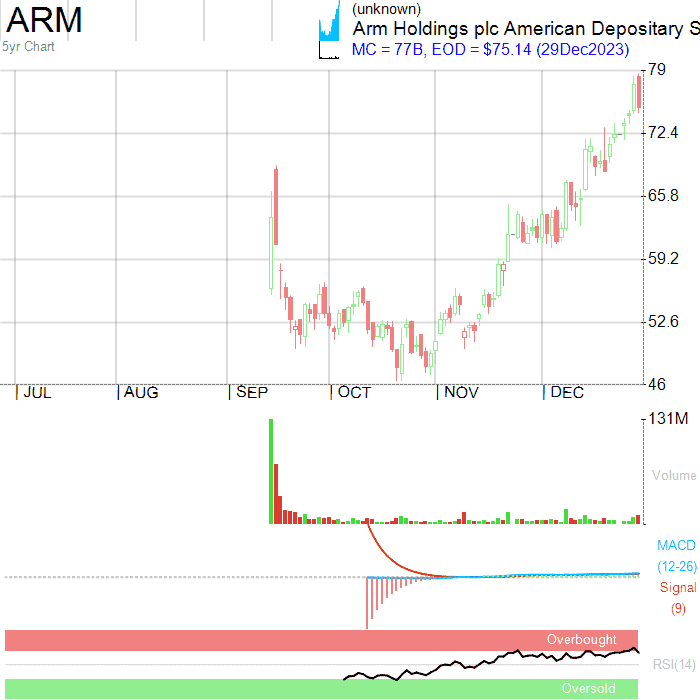 ARM
5yr Chart
(unknown)
Arm Holdings plc American Depositary S
MC = 77B, EOD = $75.14 (29Dec2023)
79
72.4
65.8
59.2
52.6
46
JUL AUG SEP OCT NOV DEC
131M
Volume
MACD
(12-26)
Signal
(9)
Overbought
RSI(14)
Oversold